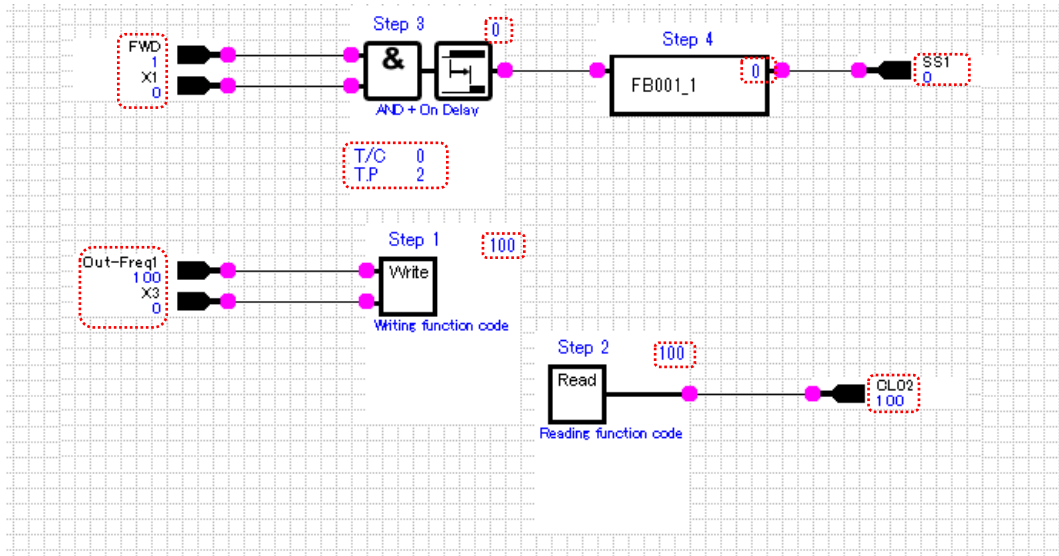 Step 3
0
FWD
1
X1
0
&
AND + On Delay
T/C 0
T.P 2
Step 4
FB001_1
0
SS1
0
Step 1
100
Out-Freq1
100
X3
0
Write
Writing function code
Step 2
100
Read
Reading function code
CLO2
100